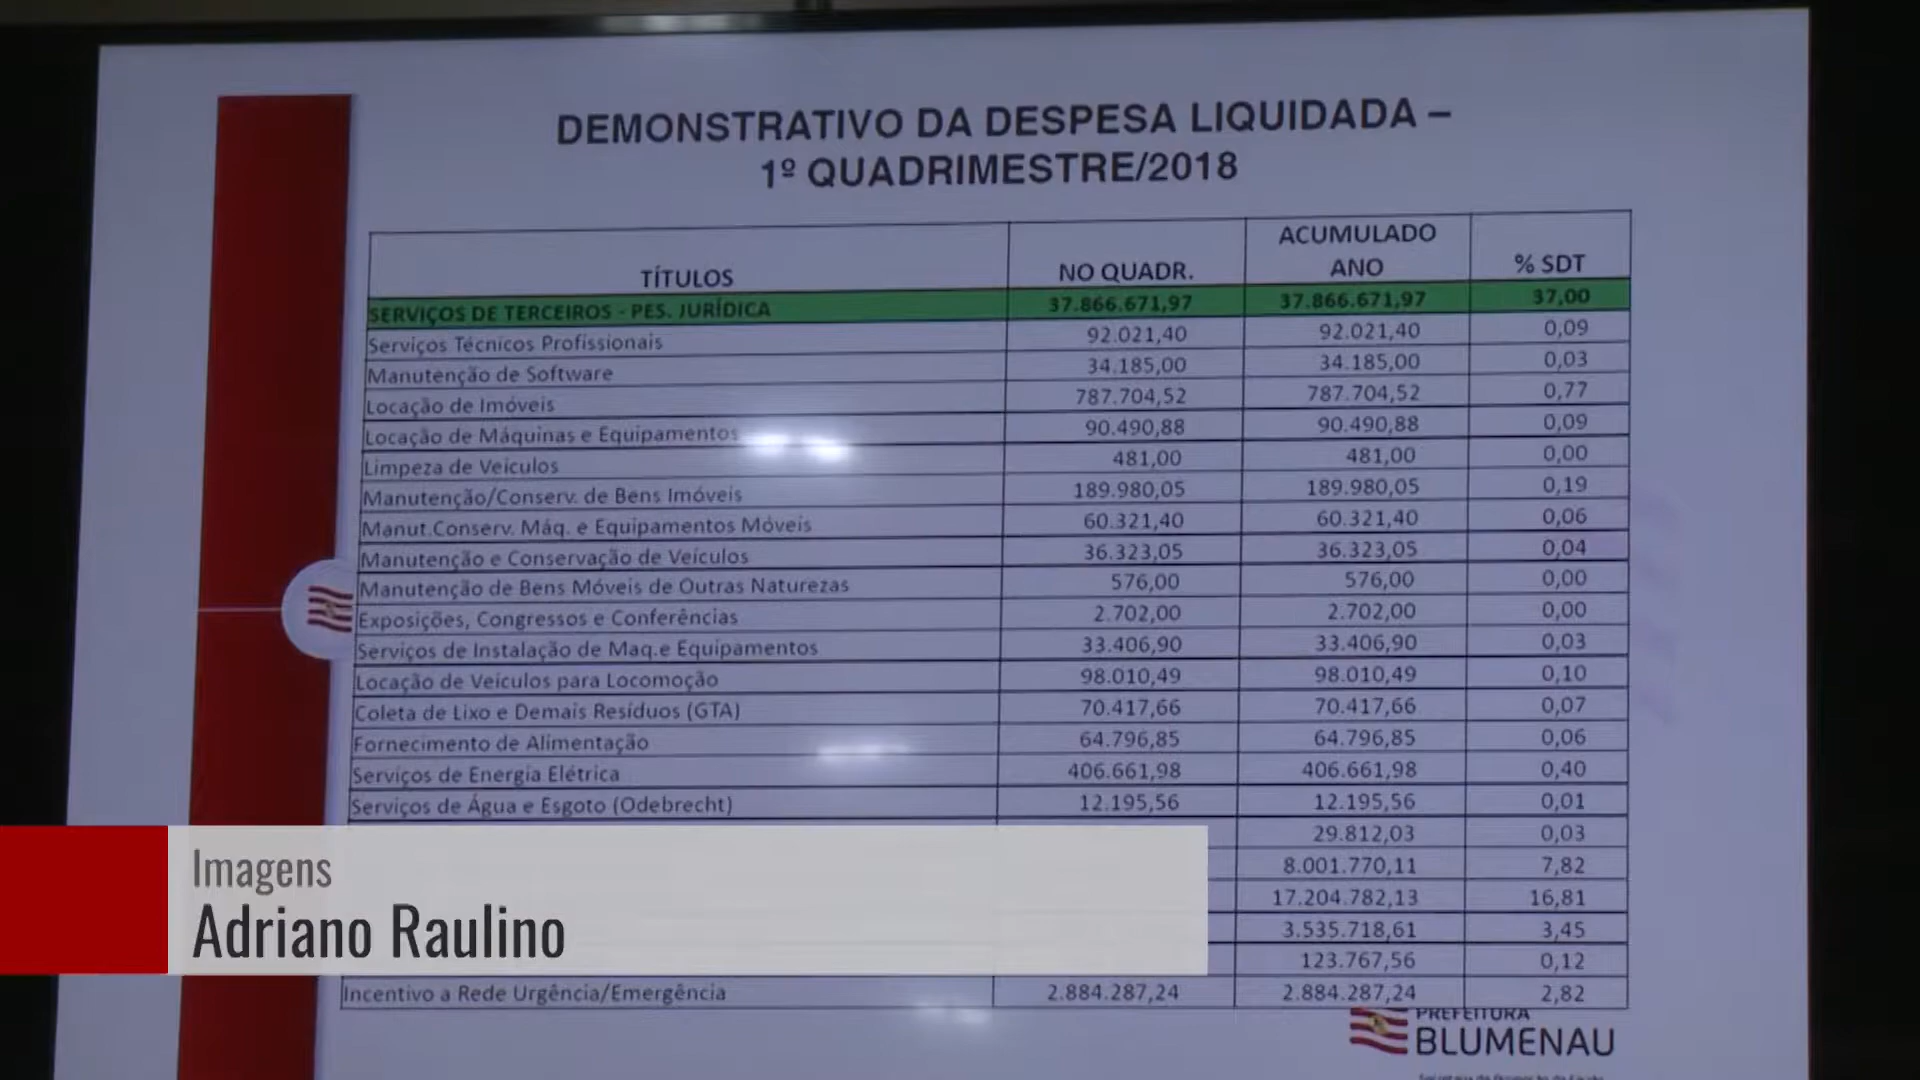 DEMONSTRATIVO DA DESPESA LIQUIDADA –
1º QUADRIMESTRE/2018
TÍTULOS NO QUADR. ACUMULADO ANO % SDT
SERVIÇOS DE TERCEIROS - PES. JURÍDICA 37.866.671,97 37.866.671,97 37,00
Serviços Técnicos Profissionais 92.021,40 92.021,40 0,09
Manutenção de Software 34.185,00 34.185,00 0,03
Locação de Imóveis 787.704,52 787.704,52 0,77
Locação de Máquinas e Equipamentos 90.490,88 90.490,88 0,09
Limpeza de Veículos 481,00 481,00 0,00
Manutenção/Conserv. de Bens Imóveis 189.980,05 189.980,05 0,19
Manut.Conserv. Máq. e Equipamentos Móveis 60.321,40 60.321,40 0,06
Manutenção e Conservação de Veículos 36.323,05 36.323,05 0,04
Manutenção de Bens Móveis de Outras Naturezas 576,00 576,00 0,00
Exposições, Congressos e Conferências 2.702,00 2.702,00 0,00
Serviços de Instalação de Maq.e Equipamentos 33.406,90 33.406,90 0,03
Locação de Veículos para Locomoção 98.010,49 98.010,49 0,10
Coleta de Lixo e Demais Resíduos (GTA) 70.417,66 70.417,66 0,07
Fornecimento de Alimentação 64.796,85 64.796,85 0,06
Serviços de Energia Elétrica 406.661,98 406.661,98 0,40
Serviços de Água e Esgoto (Odebrecht) 12.195,56 12.195,56 0,01
29.812,03 0,03
8.001.770,11 7,82
17.204.782,13 16,81
3.535.718,61 3,45
123.767,56 0,12
Incentivo a Rede Urgência/Emergência 2.884.287,24 2.884.287,24 2,82
Imagens
Adriano Raulino
PREFEITURA
BLUMENAU